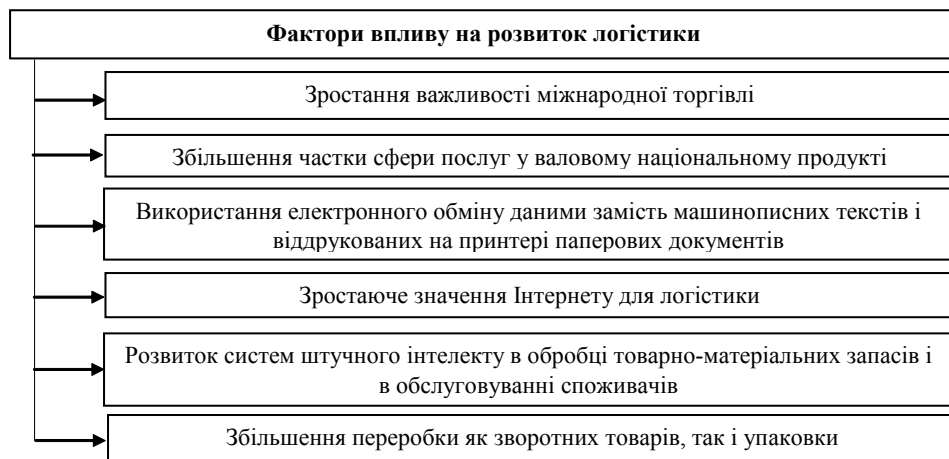 Фактори впливу на розвиток логістики
Зростання важливості міжнародної торгівлі
Збільшення частки сфери послуг у валовому національному продукті
Використання електронного обміну даними замість машинописних текстів і
віддрукованих на принтері паперових документів
Зростаюче значення Інтернету для логістики
Розвиток систем штучного інтелекту в обробці товарно-матеріальних запасів і
в обслуговуванні споживачів
Збільшення переробки як зворотних товарів, так і упаковки